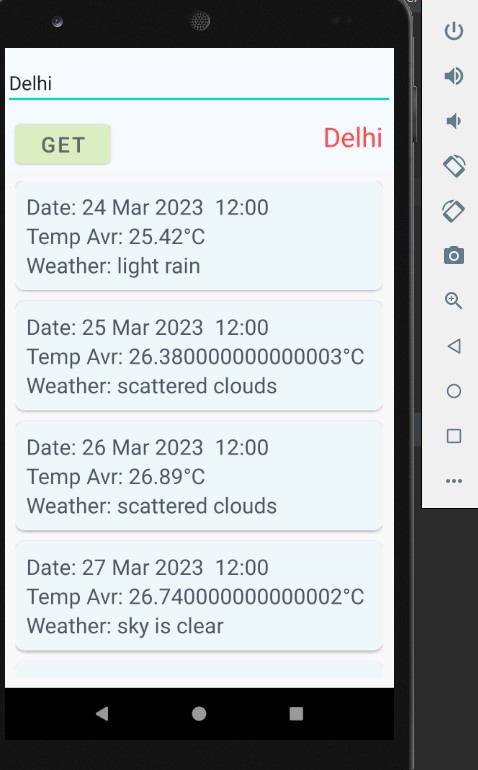 Delhi
GET
Delhi
Date: 24 Mar 2023  12:00
Temp Avr: 25.42°C
Weather: light rain
Date: 25 Mar 2023  12:00
Temp Avr: 26.380000000000003°C
Weather: scattered clouds
Date: 26 Mar 2023  12:00
Temp Avr: 26.89°C
Weather: scattered clouds
Date: 27 Mar 2023  12:00
Temp Avr: 26.740000000000002°C
Weather: sky is clear